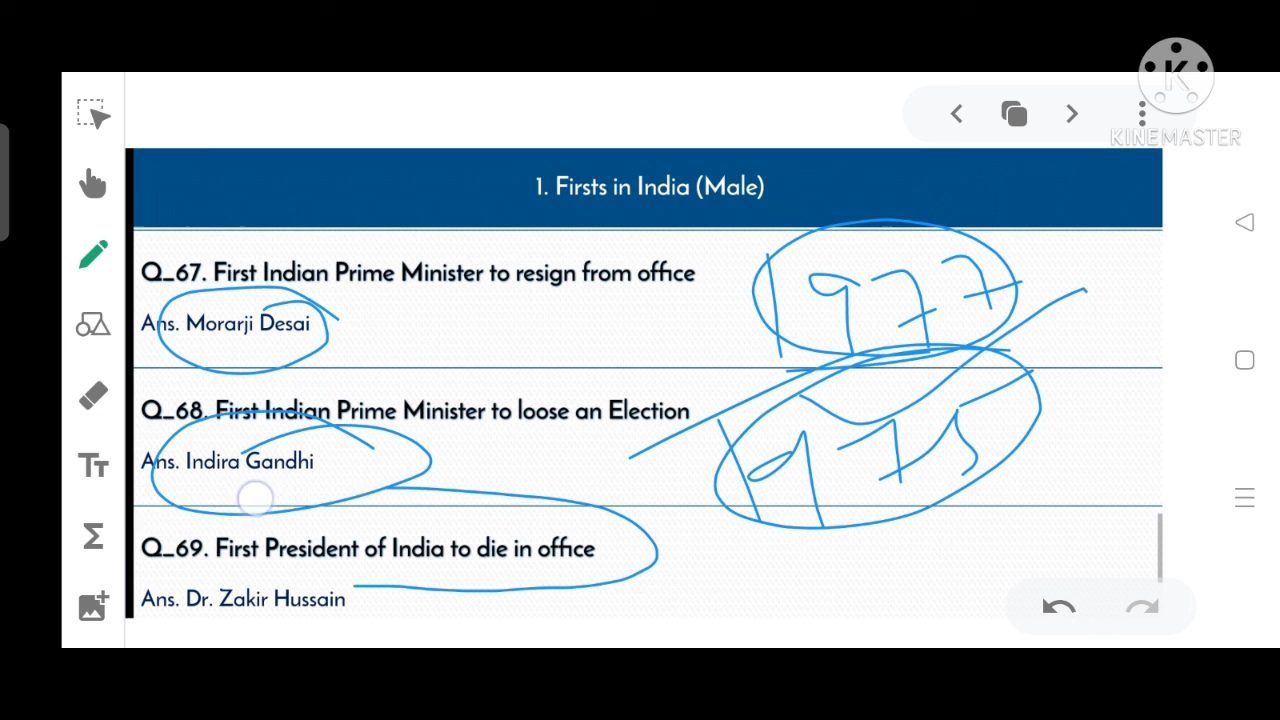 KINEMASTER
1. Firsts in India (Male)
Q_67. First Indian Prime Minister to resign from office
Ans. Morarji Desai
1977
Q_68. First Indian Prime Minister to loose an Election
Ans. Indira Gandhi
1975
Q_69. First President of India to die in office
Ans. Dr. Zakir Hussain